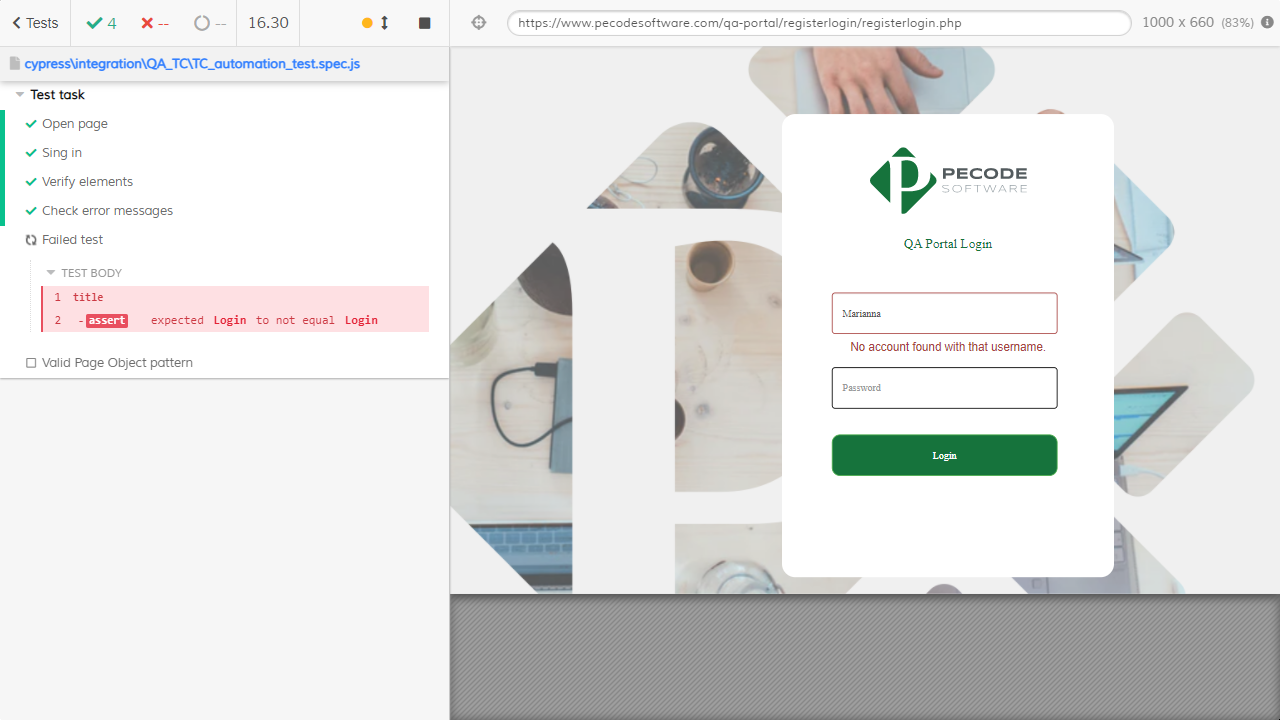 Tests 4 -- -- 16.30
https://www.pecodesoftware.com/qa-portal/registerlogin/registerlogin.php 1000 x 660 (83%)
cypress\integration\QA_TC\TC_automation_test.spec.js
Test task
Open page
Sing in
Verify elements
Check error messages
Failed test
TEST BODY
1 title
2 -assert expected Login to not equal Login
Valid Page Object pattern
PECODE
SOFTWARE
QA Portal Login
Marianna
No account found with that username.
Password
Login